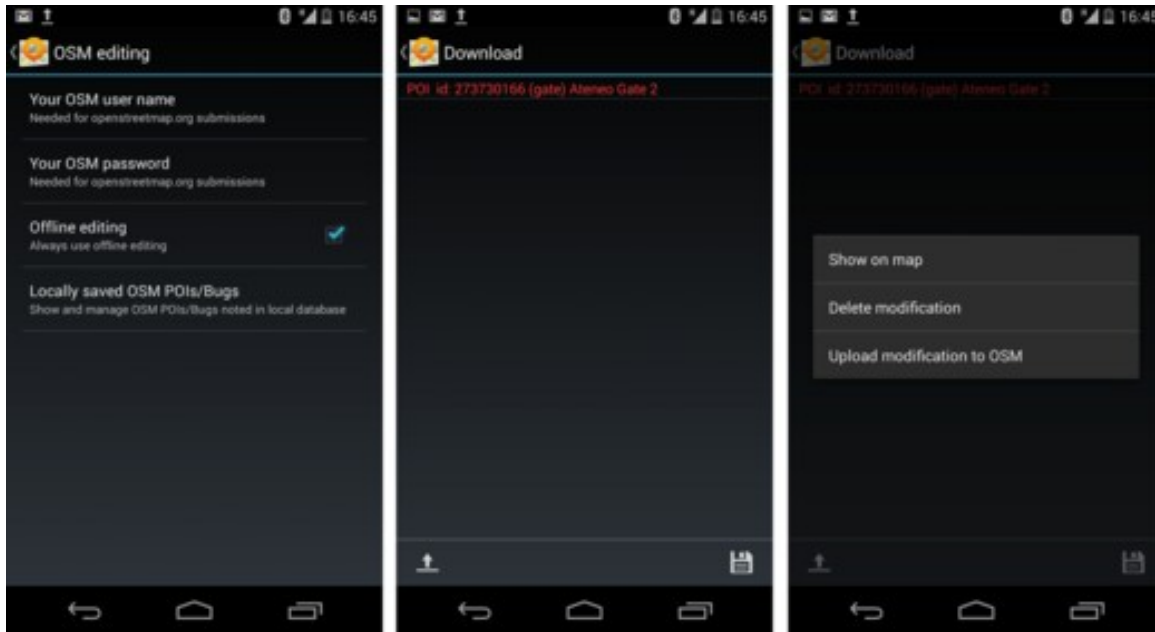 16:45
OSM editing
Your OSM user name
Needed for openstreetmap.org submissions
Your OSM password
Needed for openstreetmap.org submissions
Offline editing
Always use offline editing
Locally saved OSM POIs/Bugs
Show and manage OSM POIs/Bugs noted in local database
16:45
Download
POI id: 273730166 (gate) Ateneo Gate 2
16:45
Download
POI id: 273730166 (gate) Ateneo Gate 2
Show on map
Delete modification
Upload modification to OSM